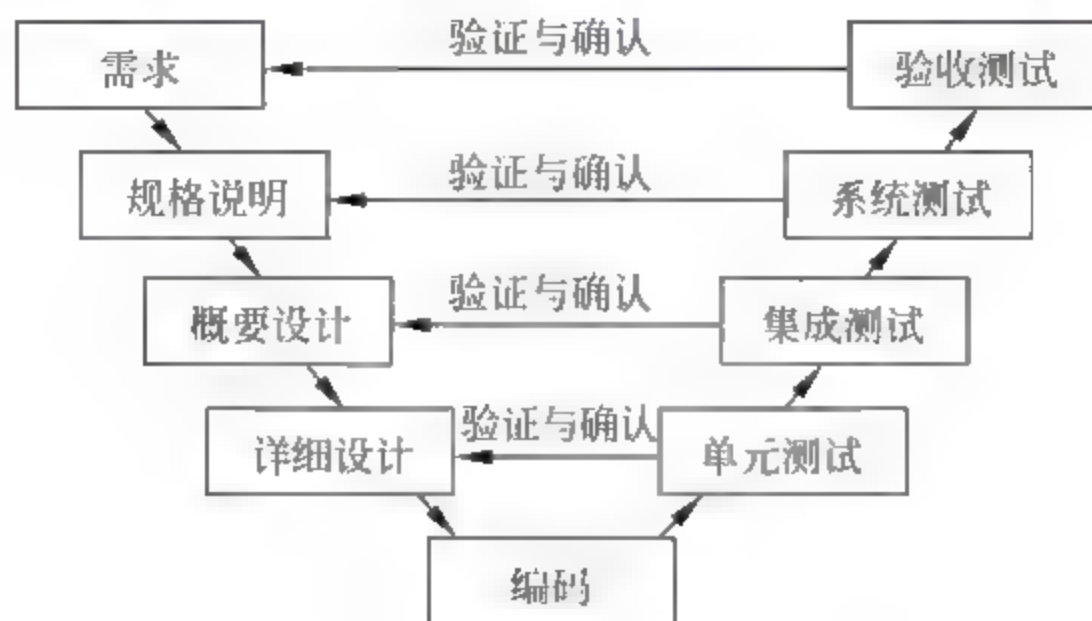 验证与确认
需求
验收测试
验证与确认
规格说明
系统测试
验证与确认
概要设计
集成测试
验证与确认
详细设计
单元测试
编码